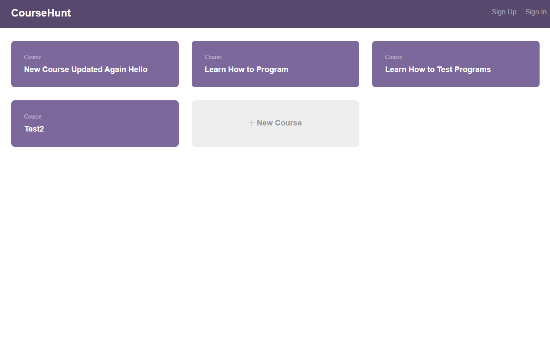 CourseHunt
Sign Up Sign In
Course
New Course Updated Again Hello
Course
Learn How to Program
Course
Learn How to Test Programs
Course
Test2
+ New Course